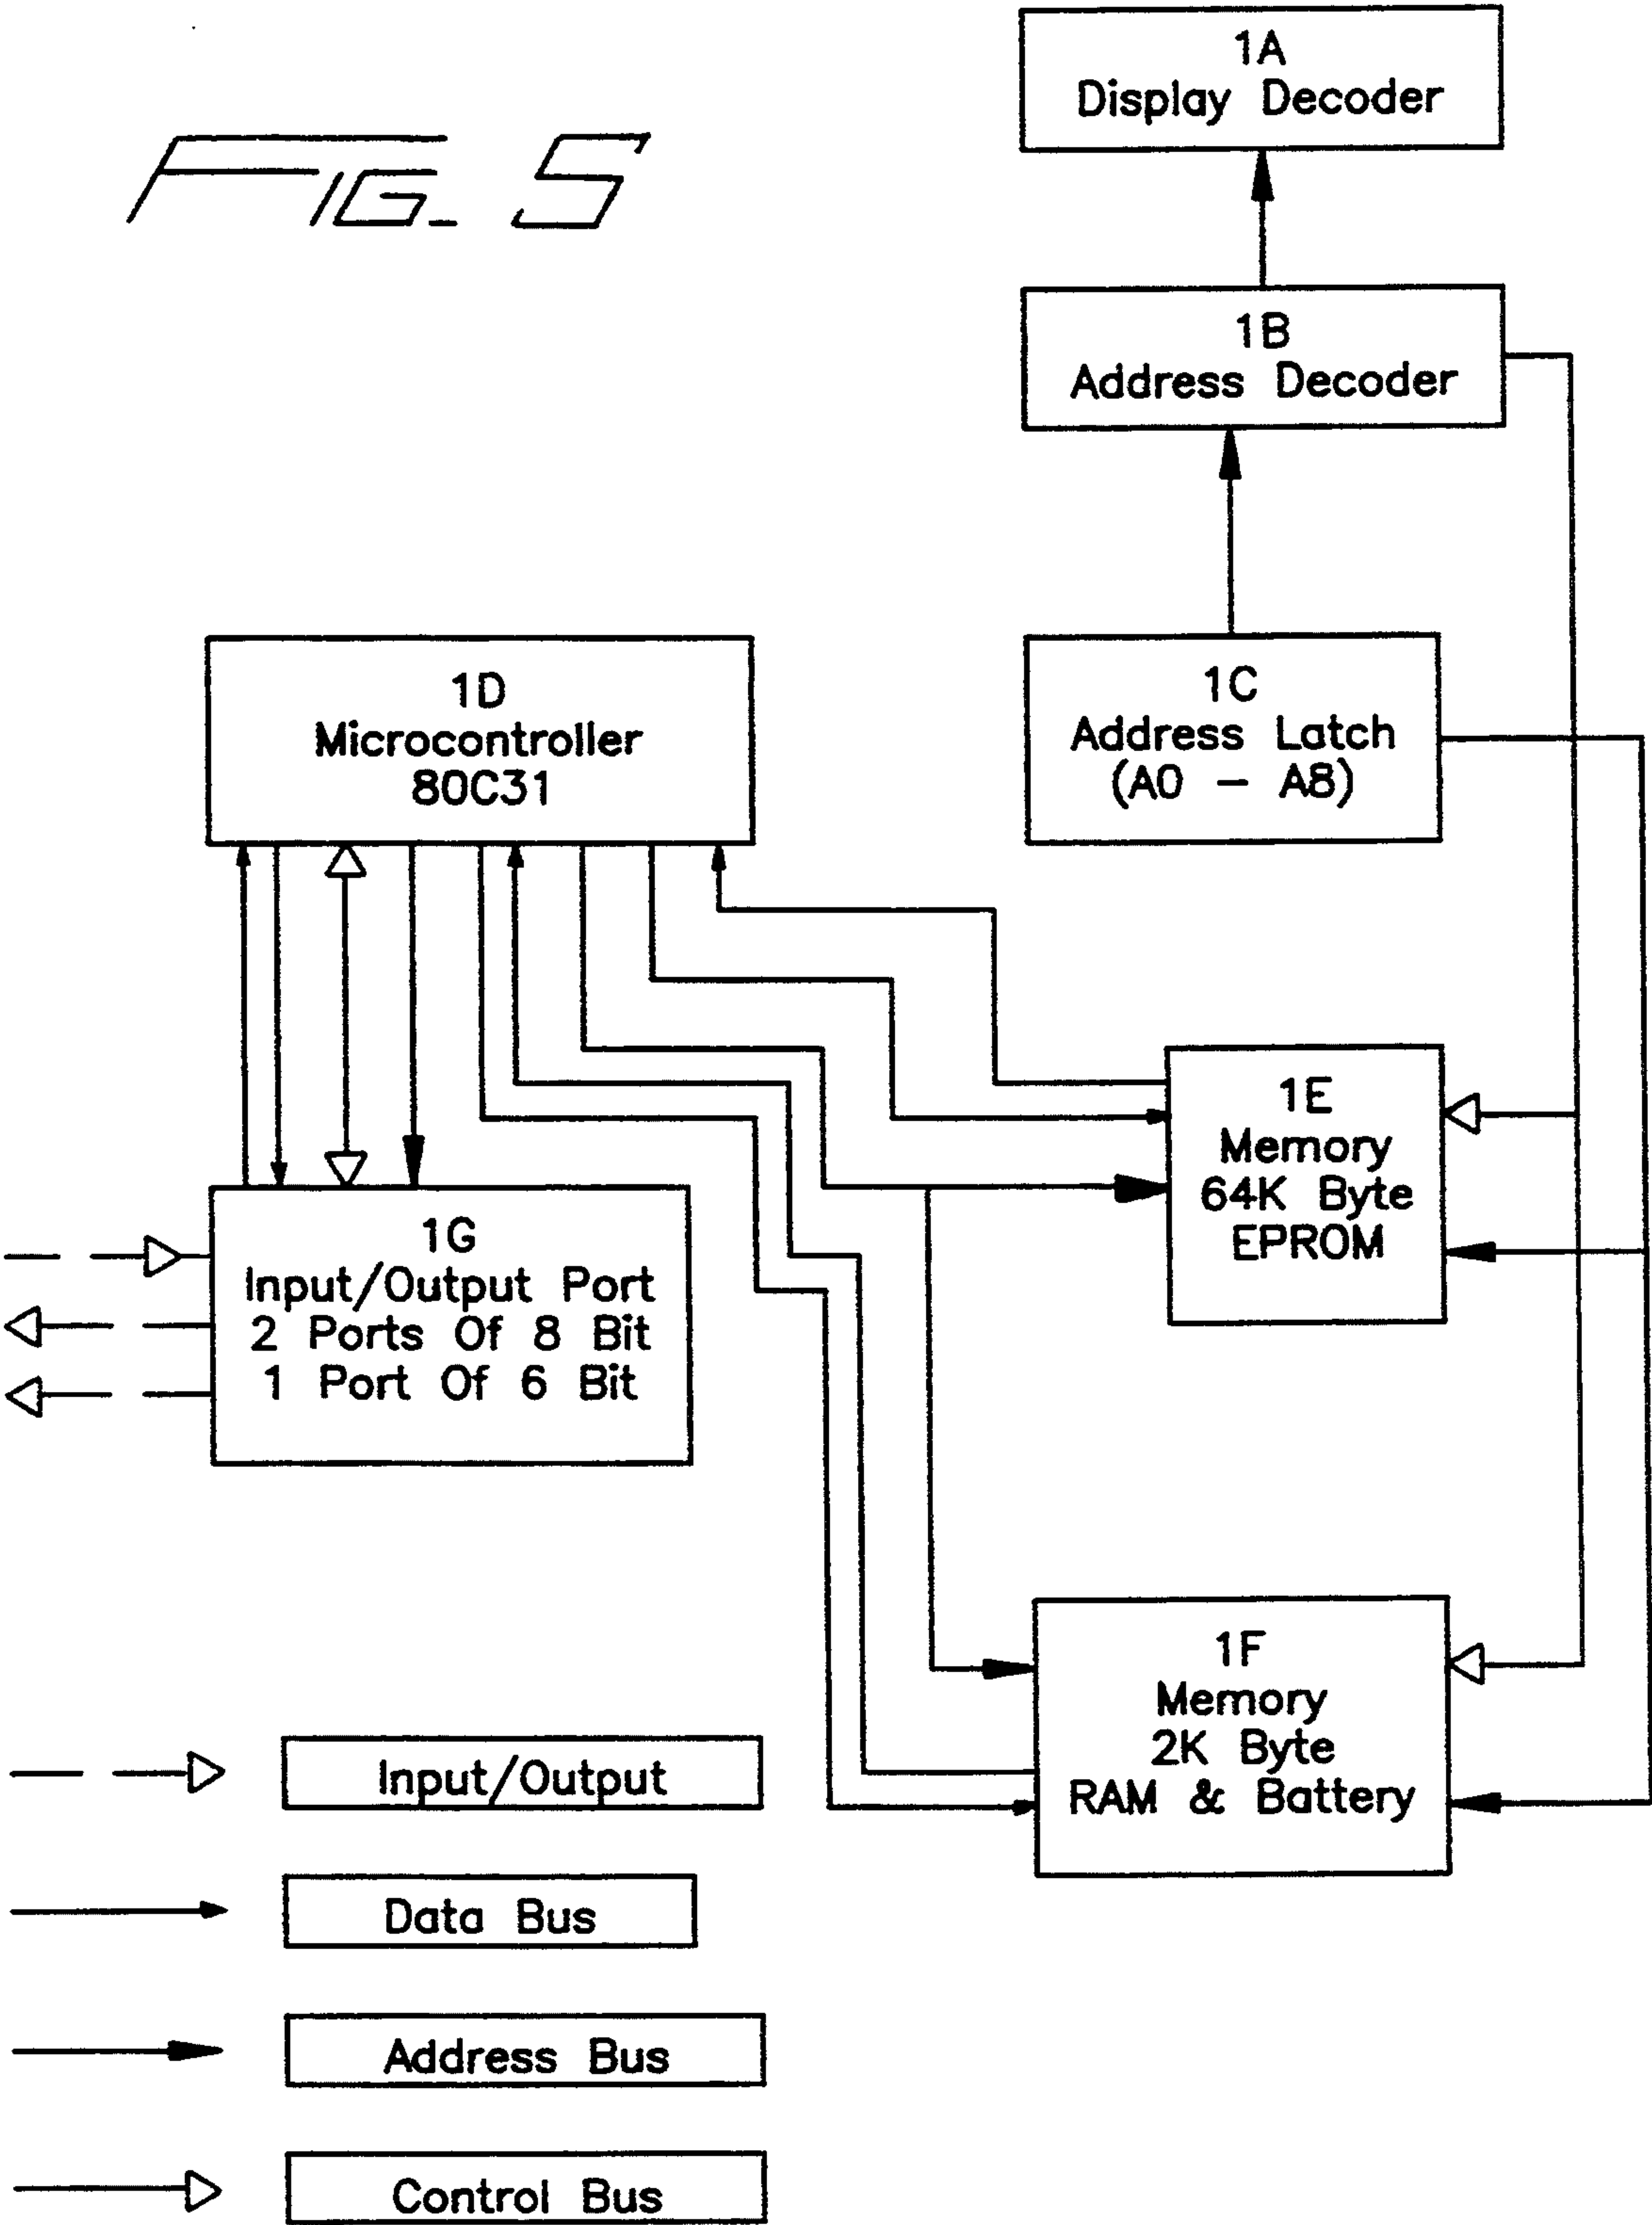 FIG. 5
1A
Display Decoder
1B
Address Decoder
1C
Address Latch
(A0 - A8)
1D
Microcontroller
80C31
1E
Memory
64K Byte
EPROM
1G
Input/Output Port
2 Ports Of 8 Bit
1 Port Of 6 Bit
1F
Memory
2K Byte
RAM & Battery
Input/Output
Data Bus
Address Bus
Control Bus